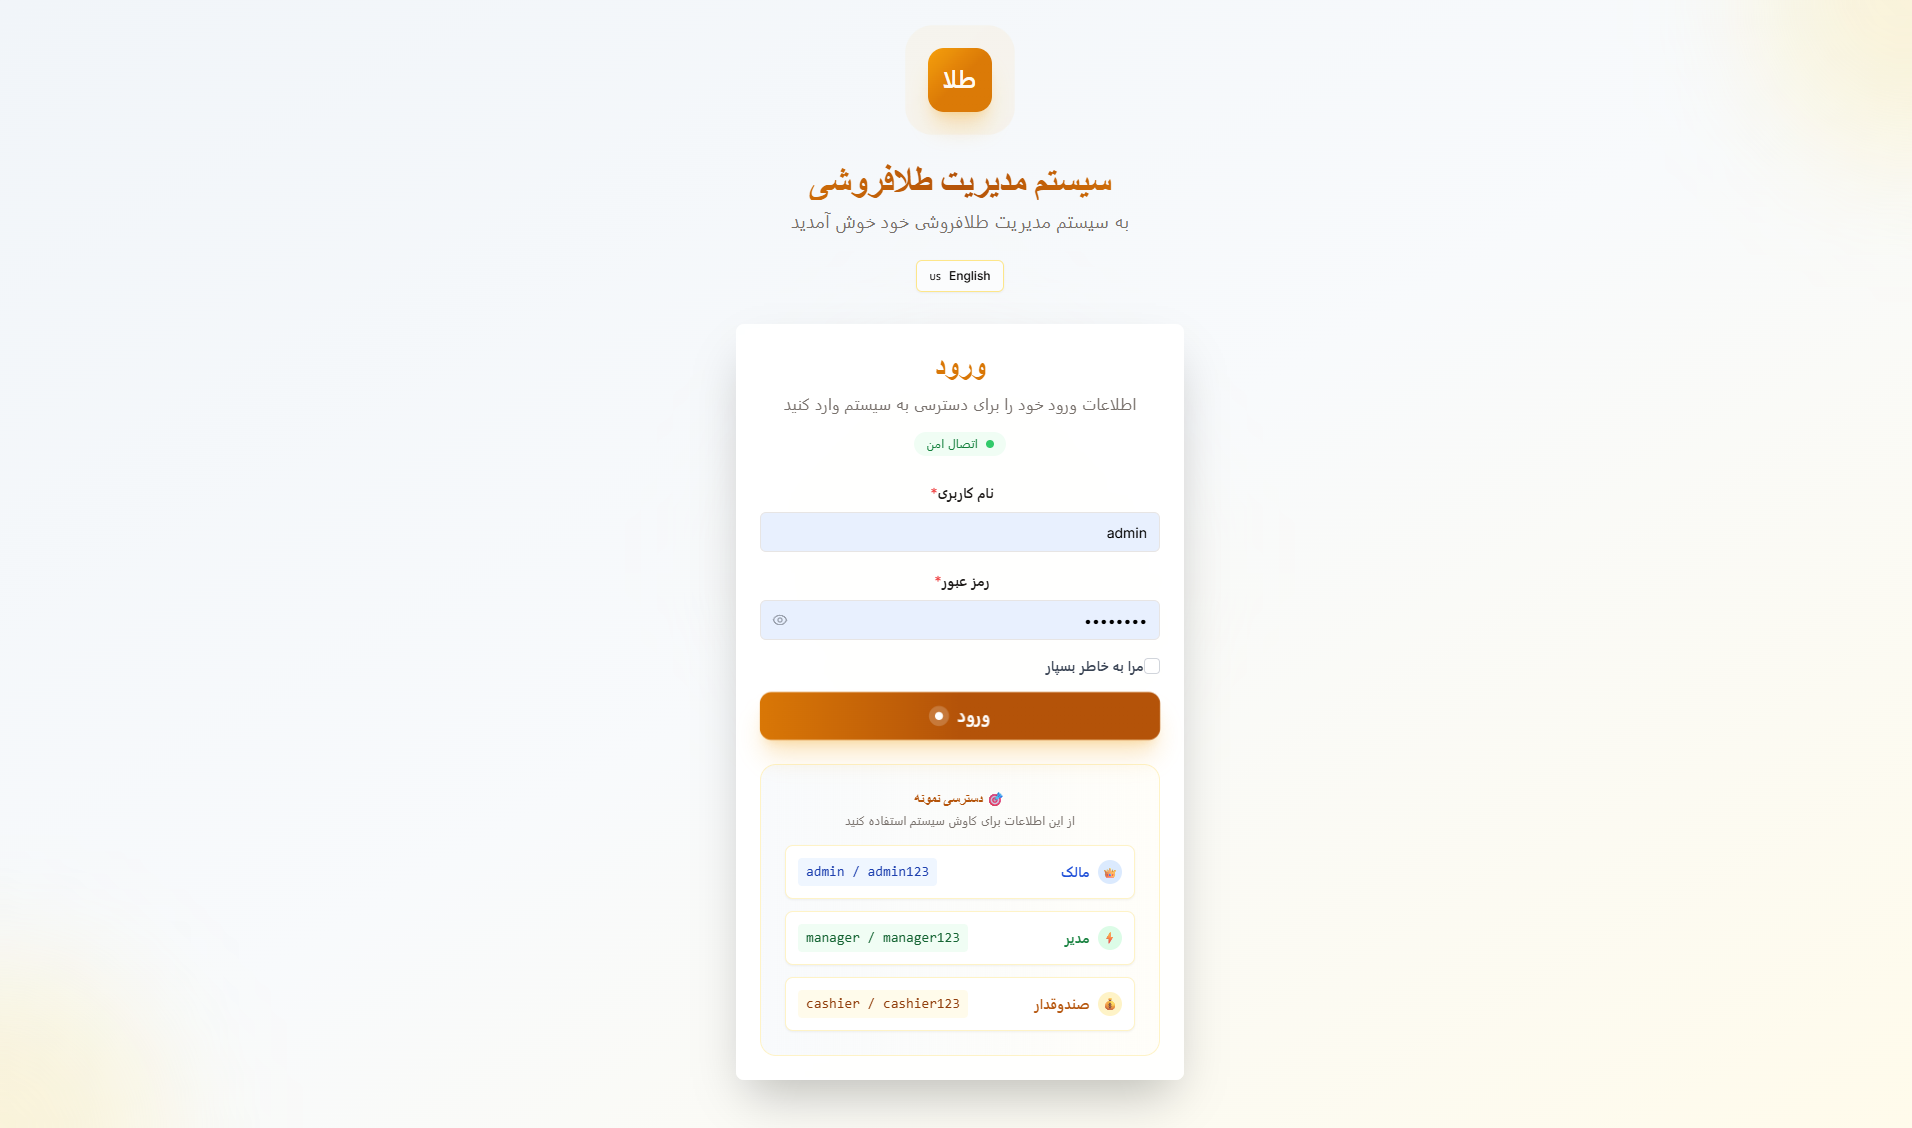 طلا
سیستم مدیریت طلافروشی
به سیستم مدیریت طلافروشی خود خوش آمدید
us English
ورود
اطلاعات ورود خود را برای دسترسی به سیستم وارد کنید
اتصال امن
نام کاربری*
admin
رمز عبور*
••••••••
مرا به خاطر بسپار
ورود
🎯 دسترسی نمونه
از این اطلاعات برای کاوش سیستم استفاده کنید
مالک admin / admin123
مدیر manager / manager123
صندوقدار cashier / cashier123